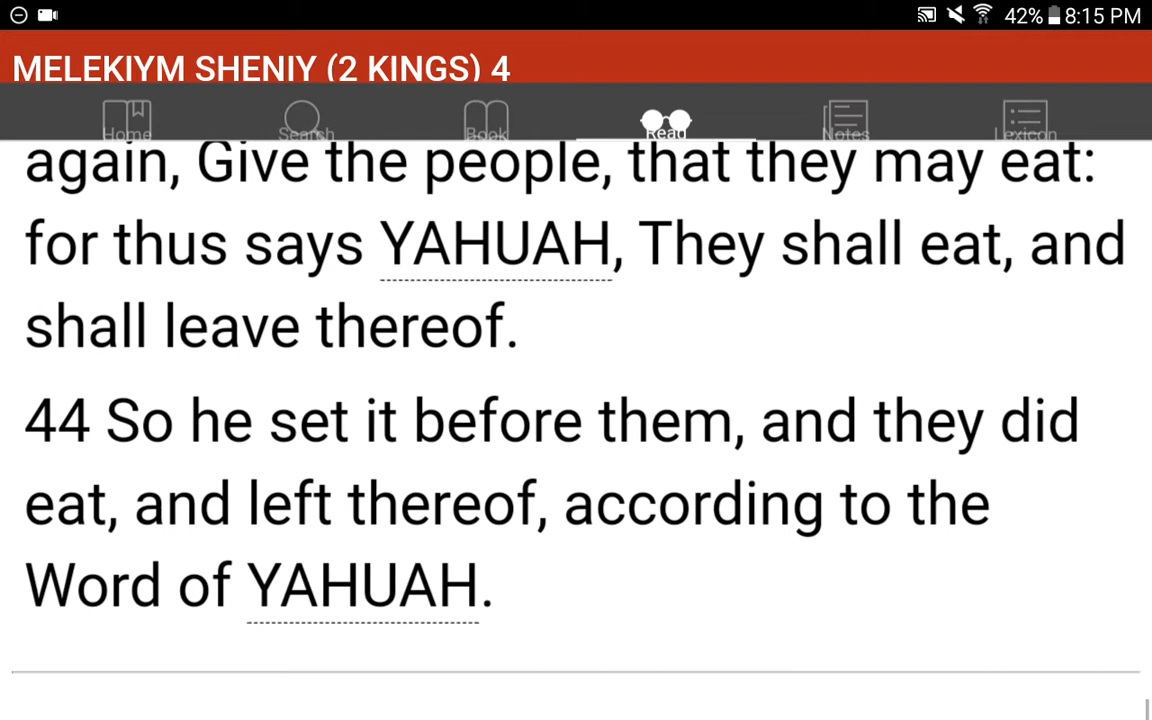 42% 8:15 PM
MELEKIYM SHENIY (2 KINGS) 4
Home Search Book Read Notes Lexicon
again, Give the people, that they may eat:
for thus says YAHUAH, They shall eat, and
shall leave thereof.
44 So he set it before them, and they did
eat, and left thereof, according to the
Word of YAHUAH.